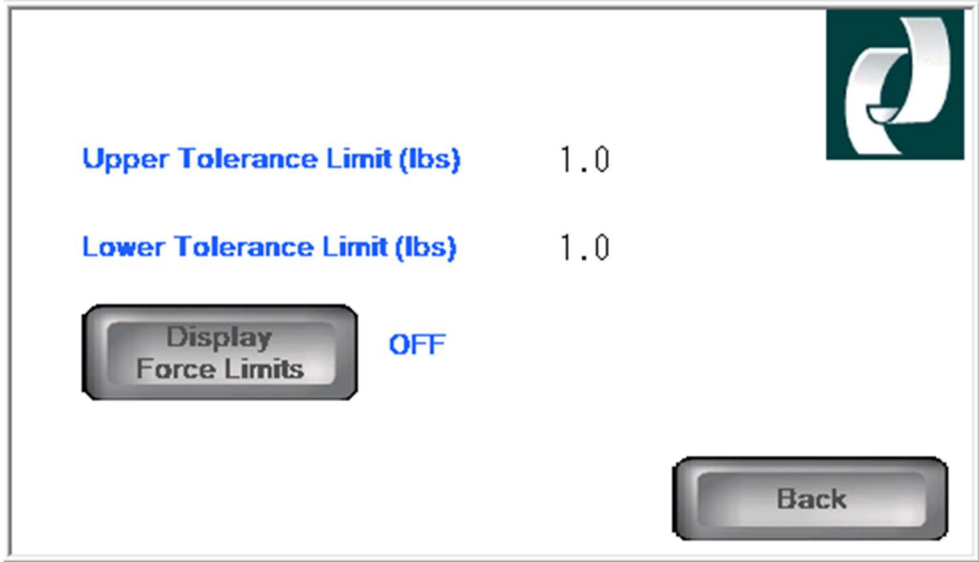 Upper Tolerance Limit (lbs) 1.0
Lower Tolerance Limit (lbs) 1.0
Display
Force Limits
OFF
Back